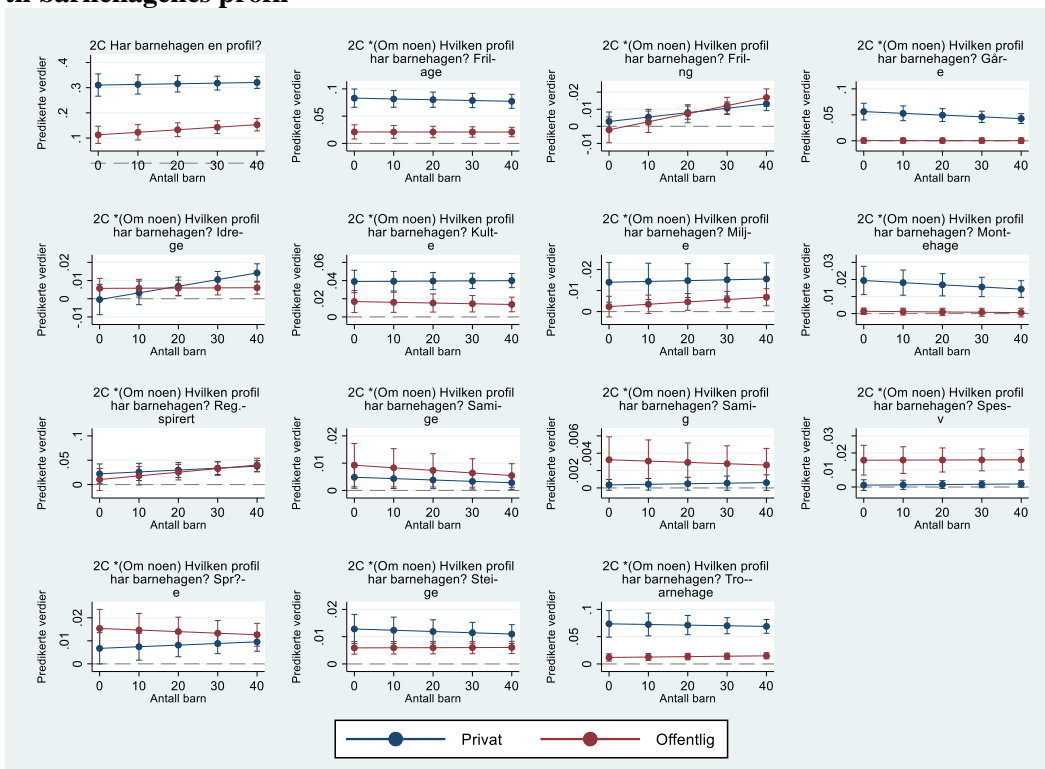 til barnehagenes profil
2C Har barnehagen en profil?
Predikerte verdier
.4
.3
.2
.1
0 10 20 30 40
Antall barn
2C *(Om noen) Hvilken profil
har barnehagen? Fril-
age
Predikerte verdier
.1
.05
0
0 10 20 30 40
Antall barn
2C *(Om noen) Hvilken profil
har barnehagen? Fril-
ng
Predikerte verdier
.02
.01
0
-.01
0 10 20 30 40
Antall barn
2C *(Om noen) Hvilken profil
har barnehagen? Går-
e
Predikerte verdier
.1
.05
0
0 10 20 30 40
Antall barn
2C *(Om noen) Hvilken profil
har barnehagen? Idre-
ge
Predikerte verdier
.02
.01
0
-.01
0 10 20 30 40
Antall barn
2C *(Om noen) Hvilken profil
har barnehagen? Kult-
e
Predikerte verdier
.06
.04
.02
0
0 10 20 30 40
Antall barn
2C *(Om noen) Hvilken profil
har barnehagen? Milj-
e
Predikerte verdier
.02
.01
0
0 10 20 30 40
Antall barn
2C *(Om noen) Hvilken profil
har barnehagen? Mont-
ehage
Predikerte verdier
.03
.02
.01
0
0 10 20 30 40
Antall barn
2C *(Om noen) Hvilken profil
har barnehagen? Reg.-
spirert
Predikerte verdier
.1
.05
0
0 10 20 30 40
Antall barn
2C *(Om noen) Hvilken profil
har barnehagen? Sami-
ge
Predikerte verdier
.02
.01
0
0 10 20 30 40
Antall barn
2C *(Om noen) Hvilken profil
har barnehagen? Sami-
g
Predikerte verdier
.006
.004
.002
0
0 10 20 30 40
Antall barn
2C *(Om noen) Hvilken profil
har barnehagen? Spes-
v
Predikerte verdier
.03
.02
.01
0
0 10 20 30 40
Antall barn
2C *(Om noen) Hvilken profil
har barnehagen? Spr?-
e
Predikerte verdier
.02
.01
0
0 10 20 30 40
Antall barn
2C *(Om noen) Hvilken profil
har barnehagen? Stei-
ge
Predikerte verdier
.02
.01
0
0 10 20 30 40
Antall barn
2C *(Om noen) Hvilken profil
har barnehagen? Tro--
arnehage
Predikerte verdier
.1
.05
0
0 10 20 30 40
Antall barn
Privat Offentlig